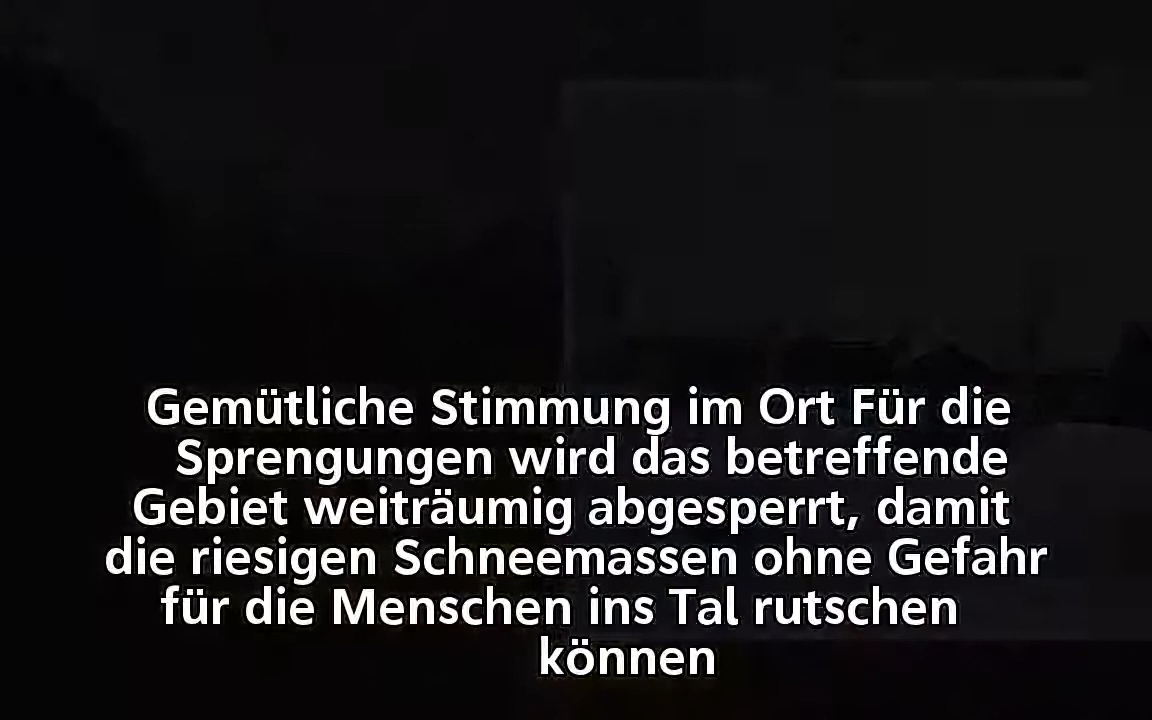 Gemütliche Stimmung im Ort Für die
Sprengungen wird das betreffende
Gebiet weiträumig abgesperrt, damit
die riesigen Schneemassen ohne Gefahr
für die Menschen ins Tal rutschen
können